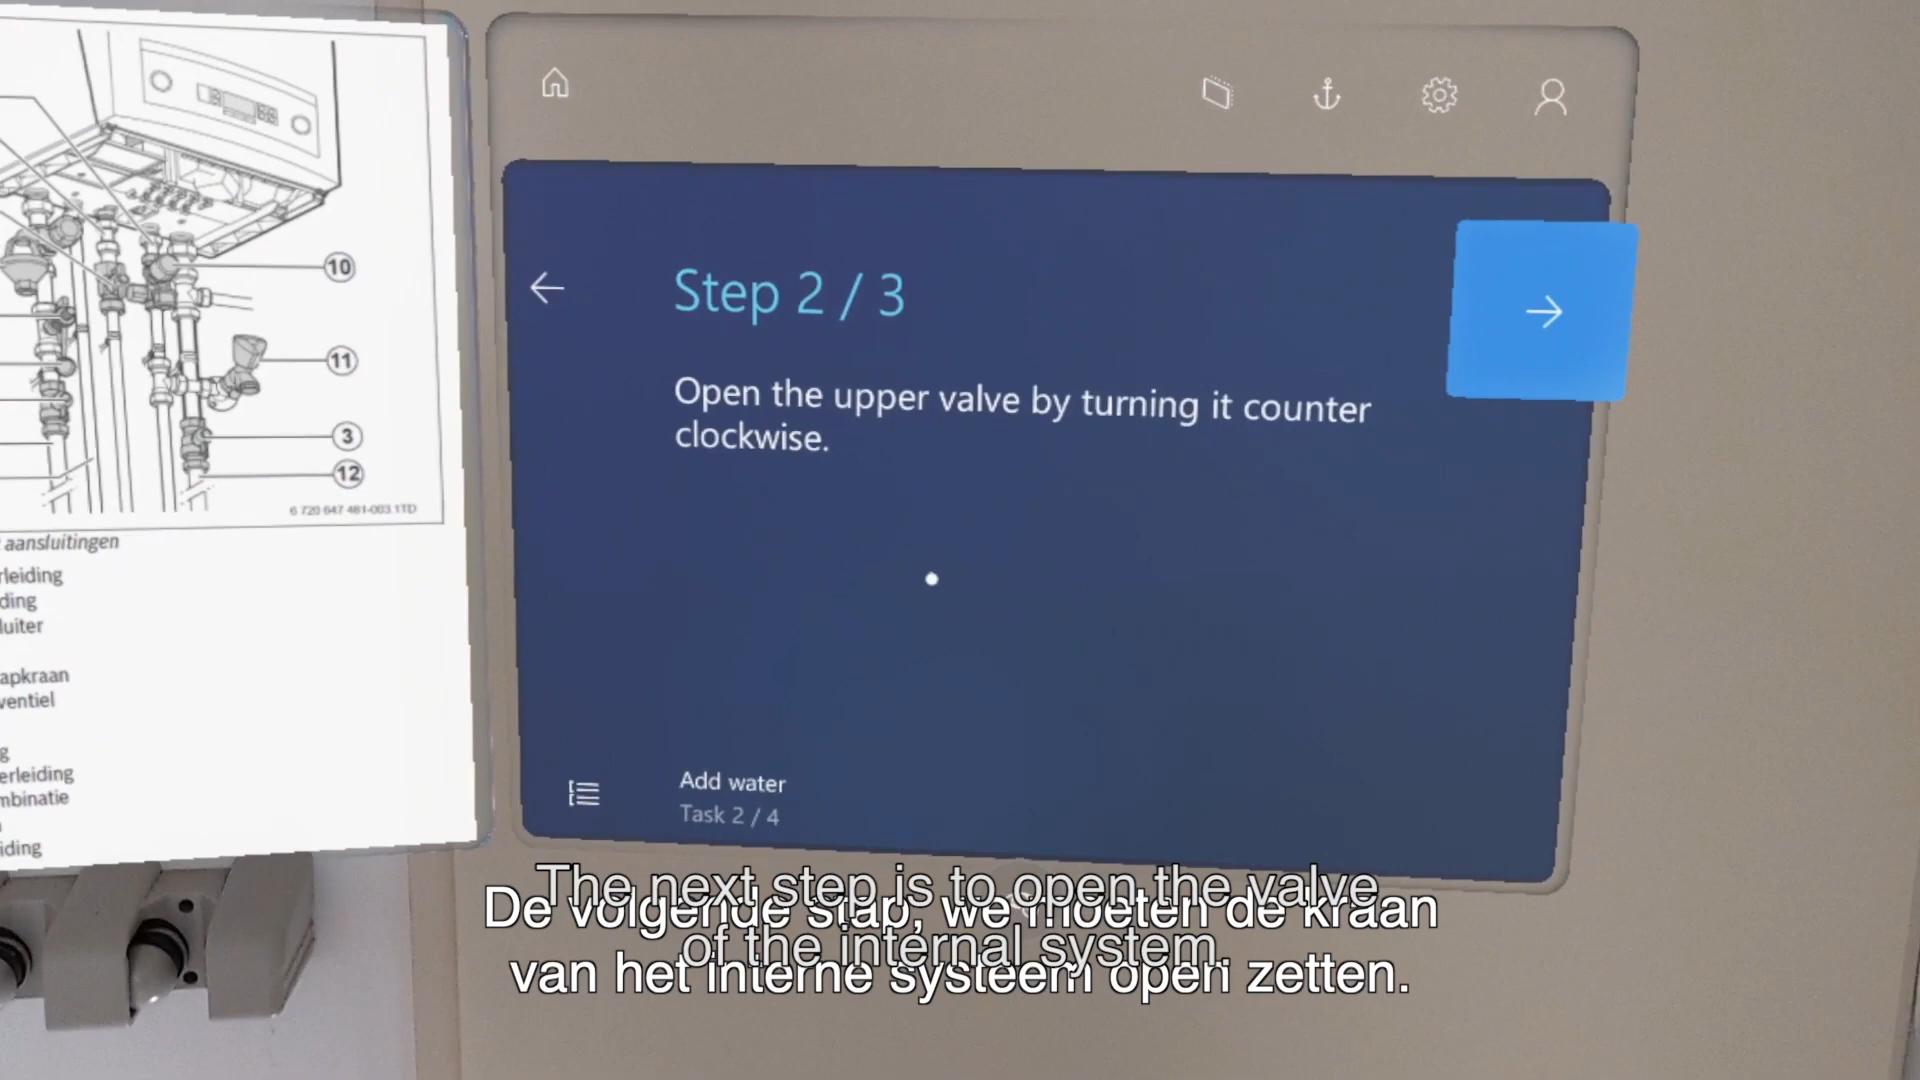 10
11
3
12
6 720 647 481-003.1TD
aansluitingen
rleiding
ding
luiter
apkraan
ventiel
g
erleiding
mbinatie
iding
Step 2 / 3
Open the upper valve by turning it counter
clockwise.
Add water
Task 2 / 4
The next step is to open the valve
of the internal system.
De volgende stap, we moeten de kraan
van het interne systeem open zetten.